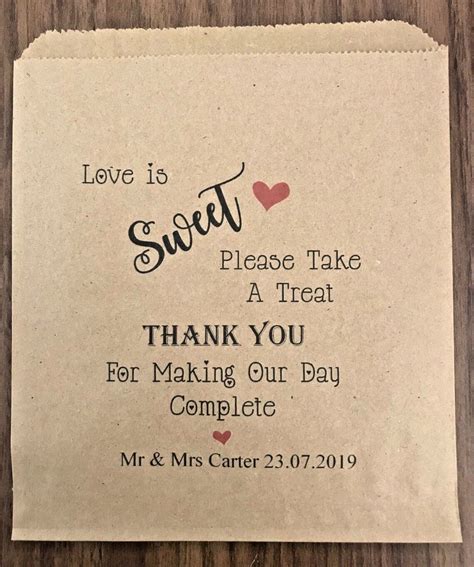 Love is
Sweet
Please Take
A Treat
THANK YOU
For Making Our Day
Complete
Mr & Mrs Carter 23.07.2019